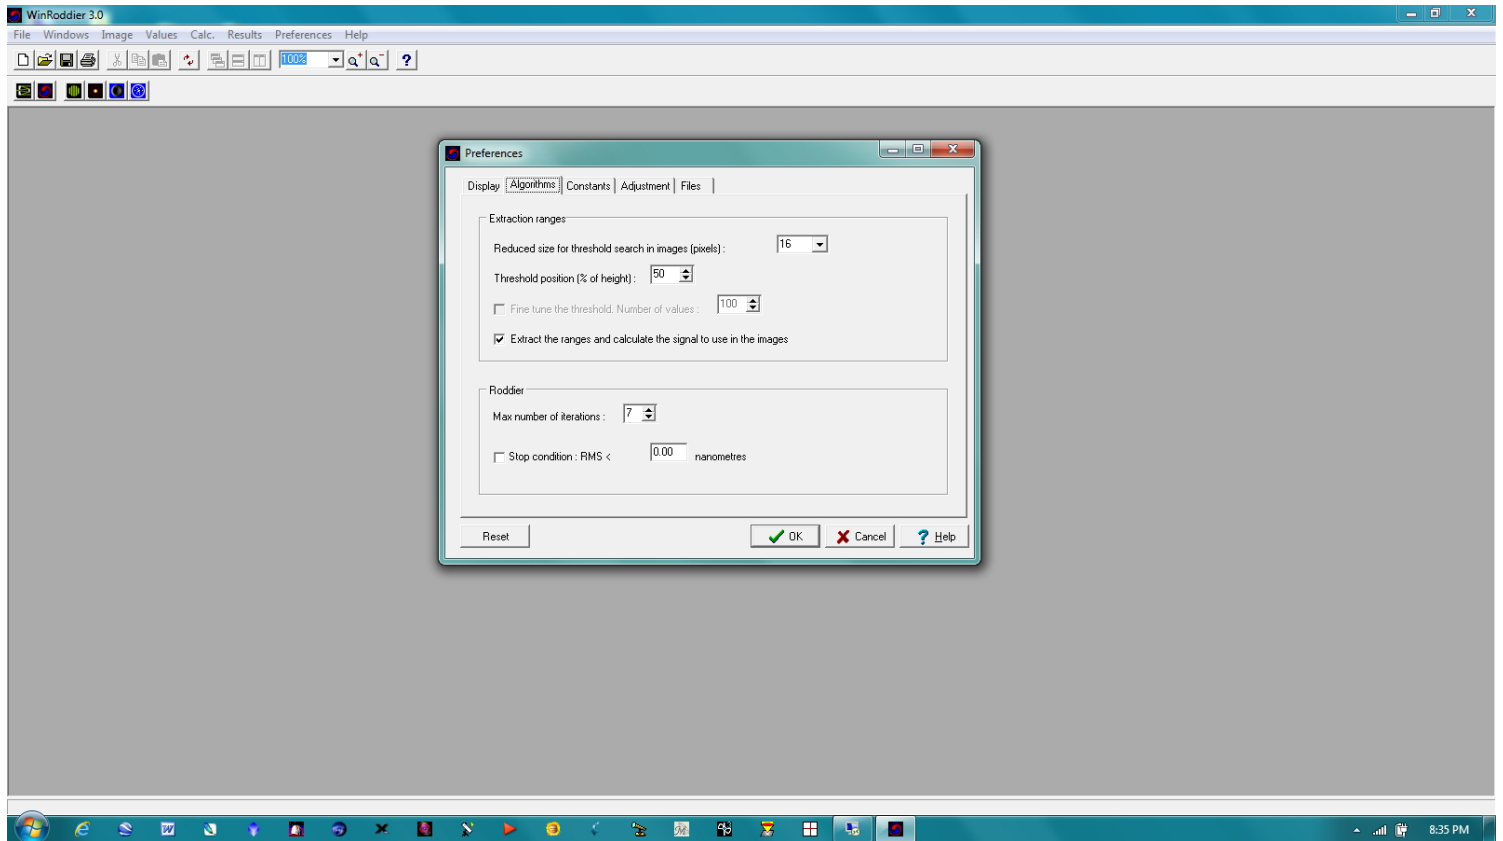 WinRoddier 3.0
File Windows Image Values Calc. Results Preferences Help
100%
Preferences
Display Algorithms Constants Adjustment Files
Extraction ranges
Reduced size for threshold search in images (pixels) : 16
Threshold position (% of height) : 50
Fine tune the threshold. Number of values : 100
Extract the ranges and calculate the signal to use in the images
Roddier
Max number of iterations : 7
Stop condition : RMS < 0.00 nanometres
Reset OK Cancel Help
8:35 PM